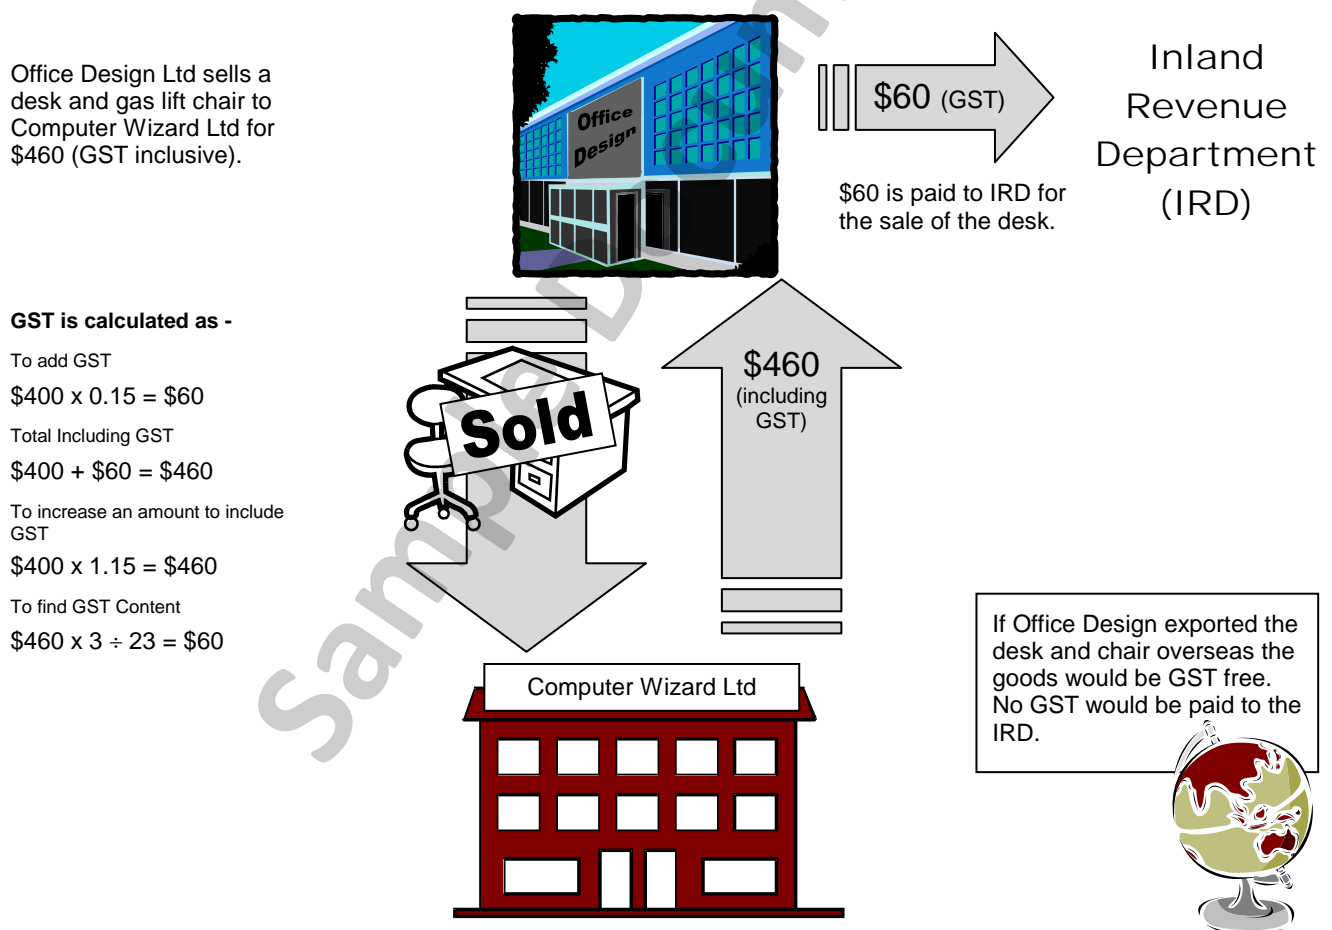 Office Design Ltd sells a
desk and gas lift chair to
Computer Wizard Ltd for
$460 (GST inclusive).
Office
Design
$60 (GST)
Inland
Revenue
Department
(IRD)
$60 is paid to IRD for
the sale of the desk.
GST is calculated as -
To add GST
$400 x 0.15 = $60
Total Including GST
$400 + $60 = $460
To increase an amount to include
GST
$400 x 1.15 = $460
To find GST Content
$460 x 3 ÷ 23 = $60
Sold
$460
(including
GST)
Computer Wizard Ltd
If Office Design exported the
desk and chair overseas the
goods would be GST free.
No GST would be paid to the
IRD.
Sample